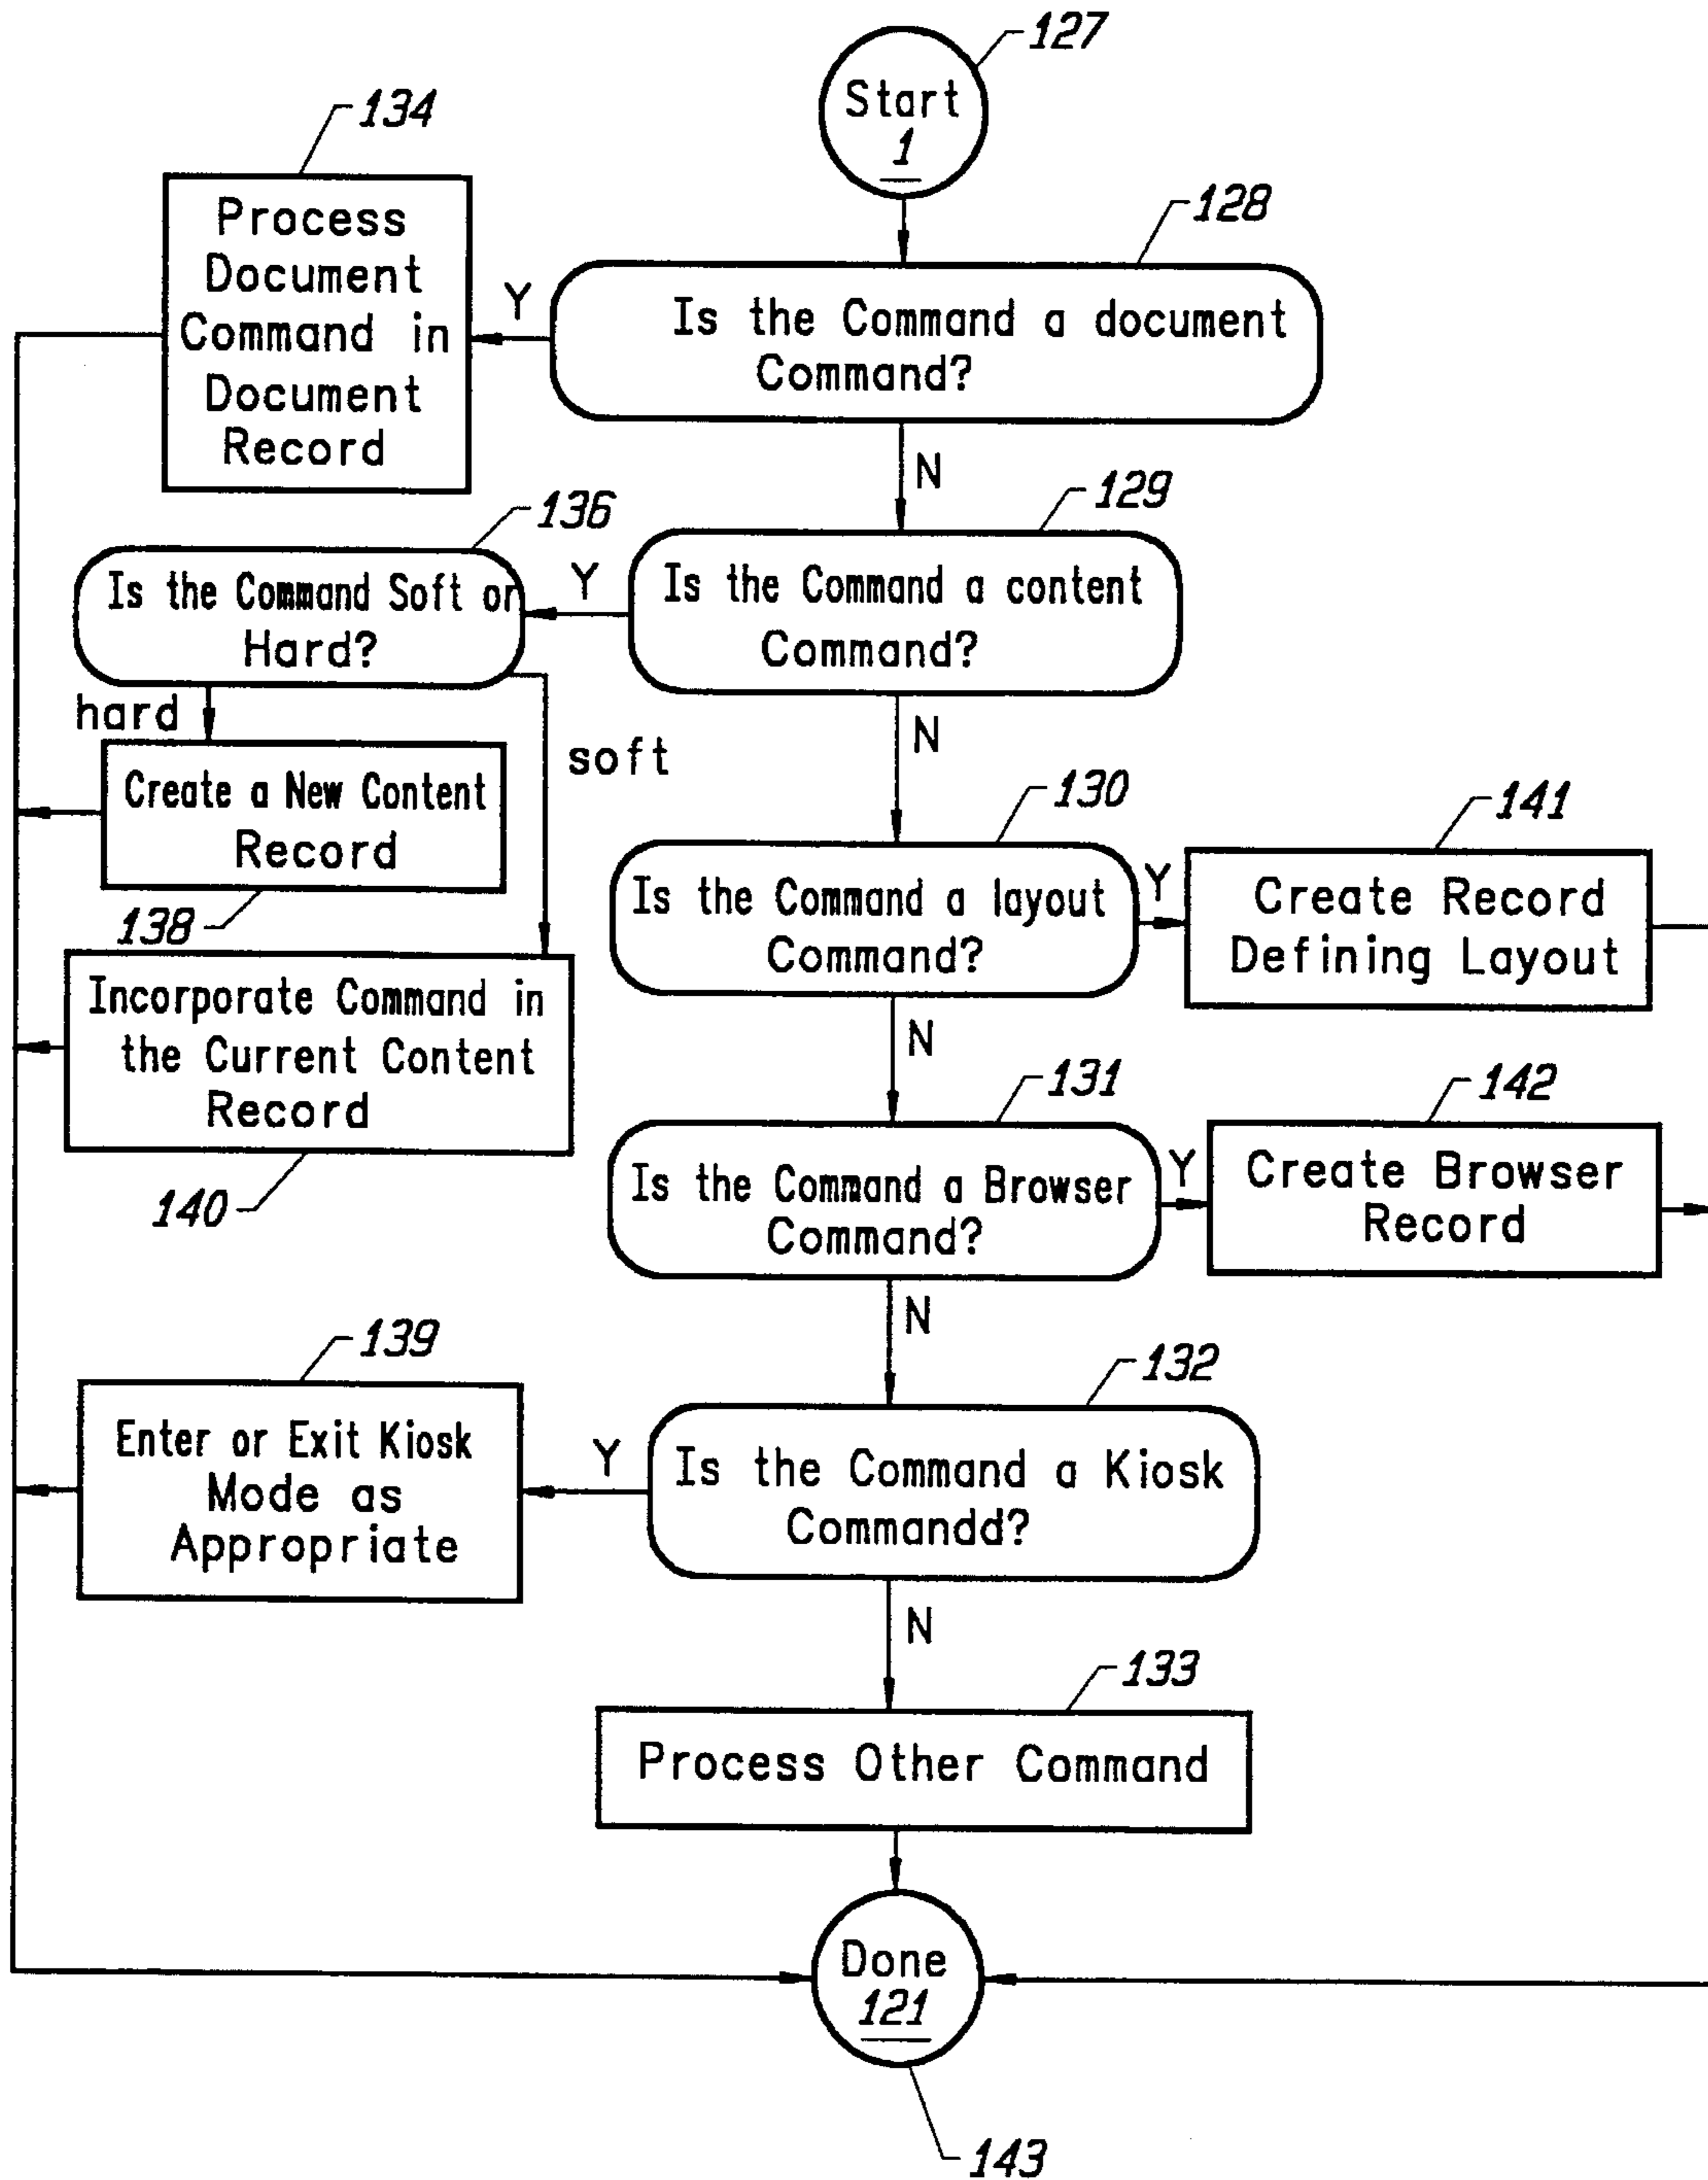 127
Start
1
134
Process
Document
Command in
Document
Record
128
Y
Is the Command a document
Command?
N
136
129
Is the Command Soft or
Hard?
Y
Is the Command a content
Command?
hard
soft
N
Create a New Content
Record
138
130
141
Is the Command a layout
Command?
Y
Create Record
Defining Layout
Incorporate Command in
the Current Content
Record
140
N
131
142
Is the Command a Browser
Command?
Y
Create Browser
Record
N
139
132
Enter or Exit Kiosk
Mode as
Appropriate
Y
Is the Command a Kiosk
Commandd?
N
133
Process Other Command
Done
121
143